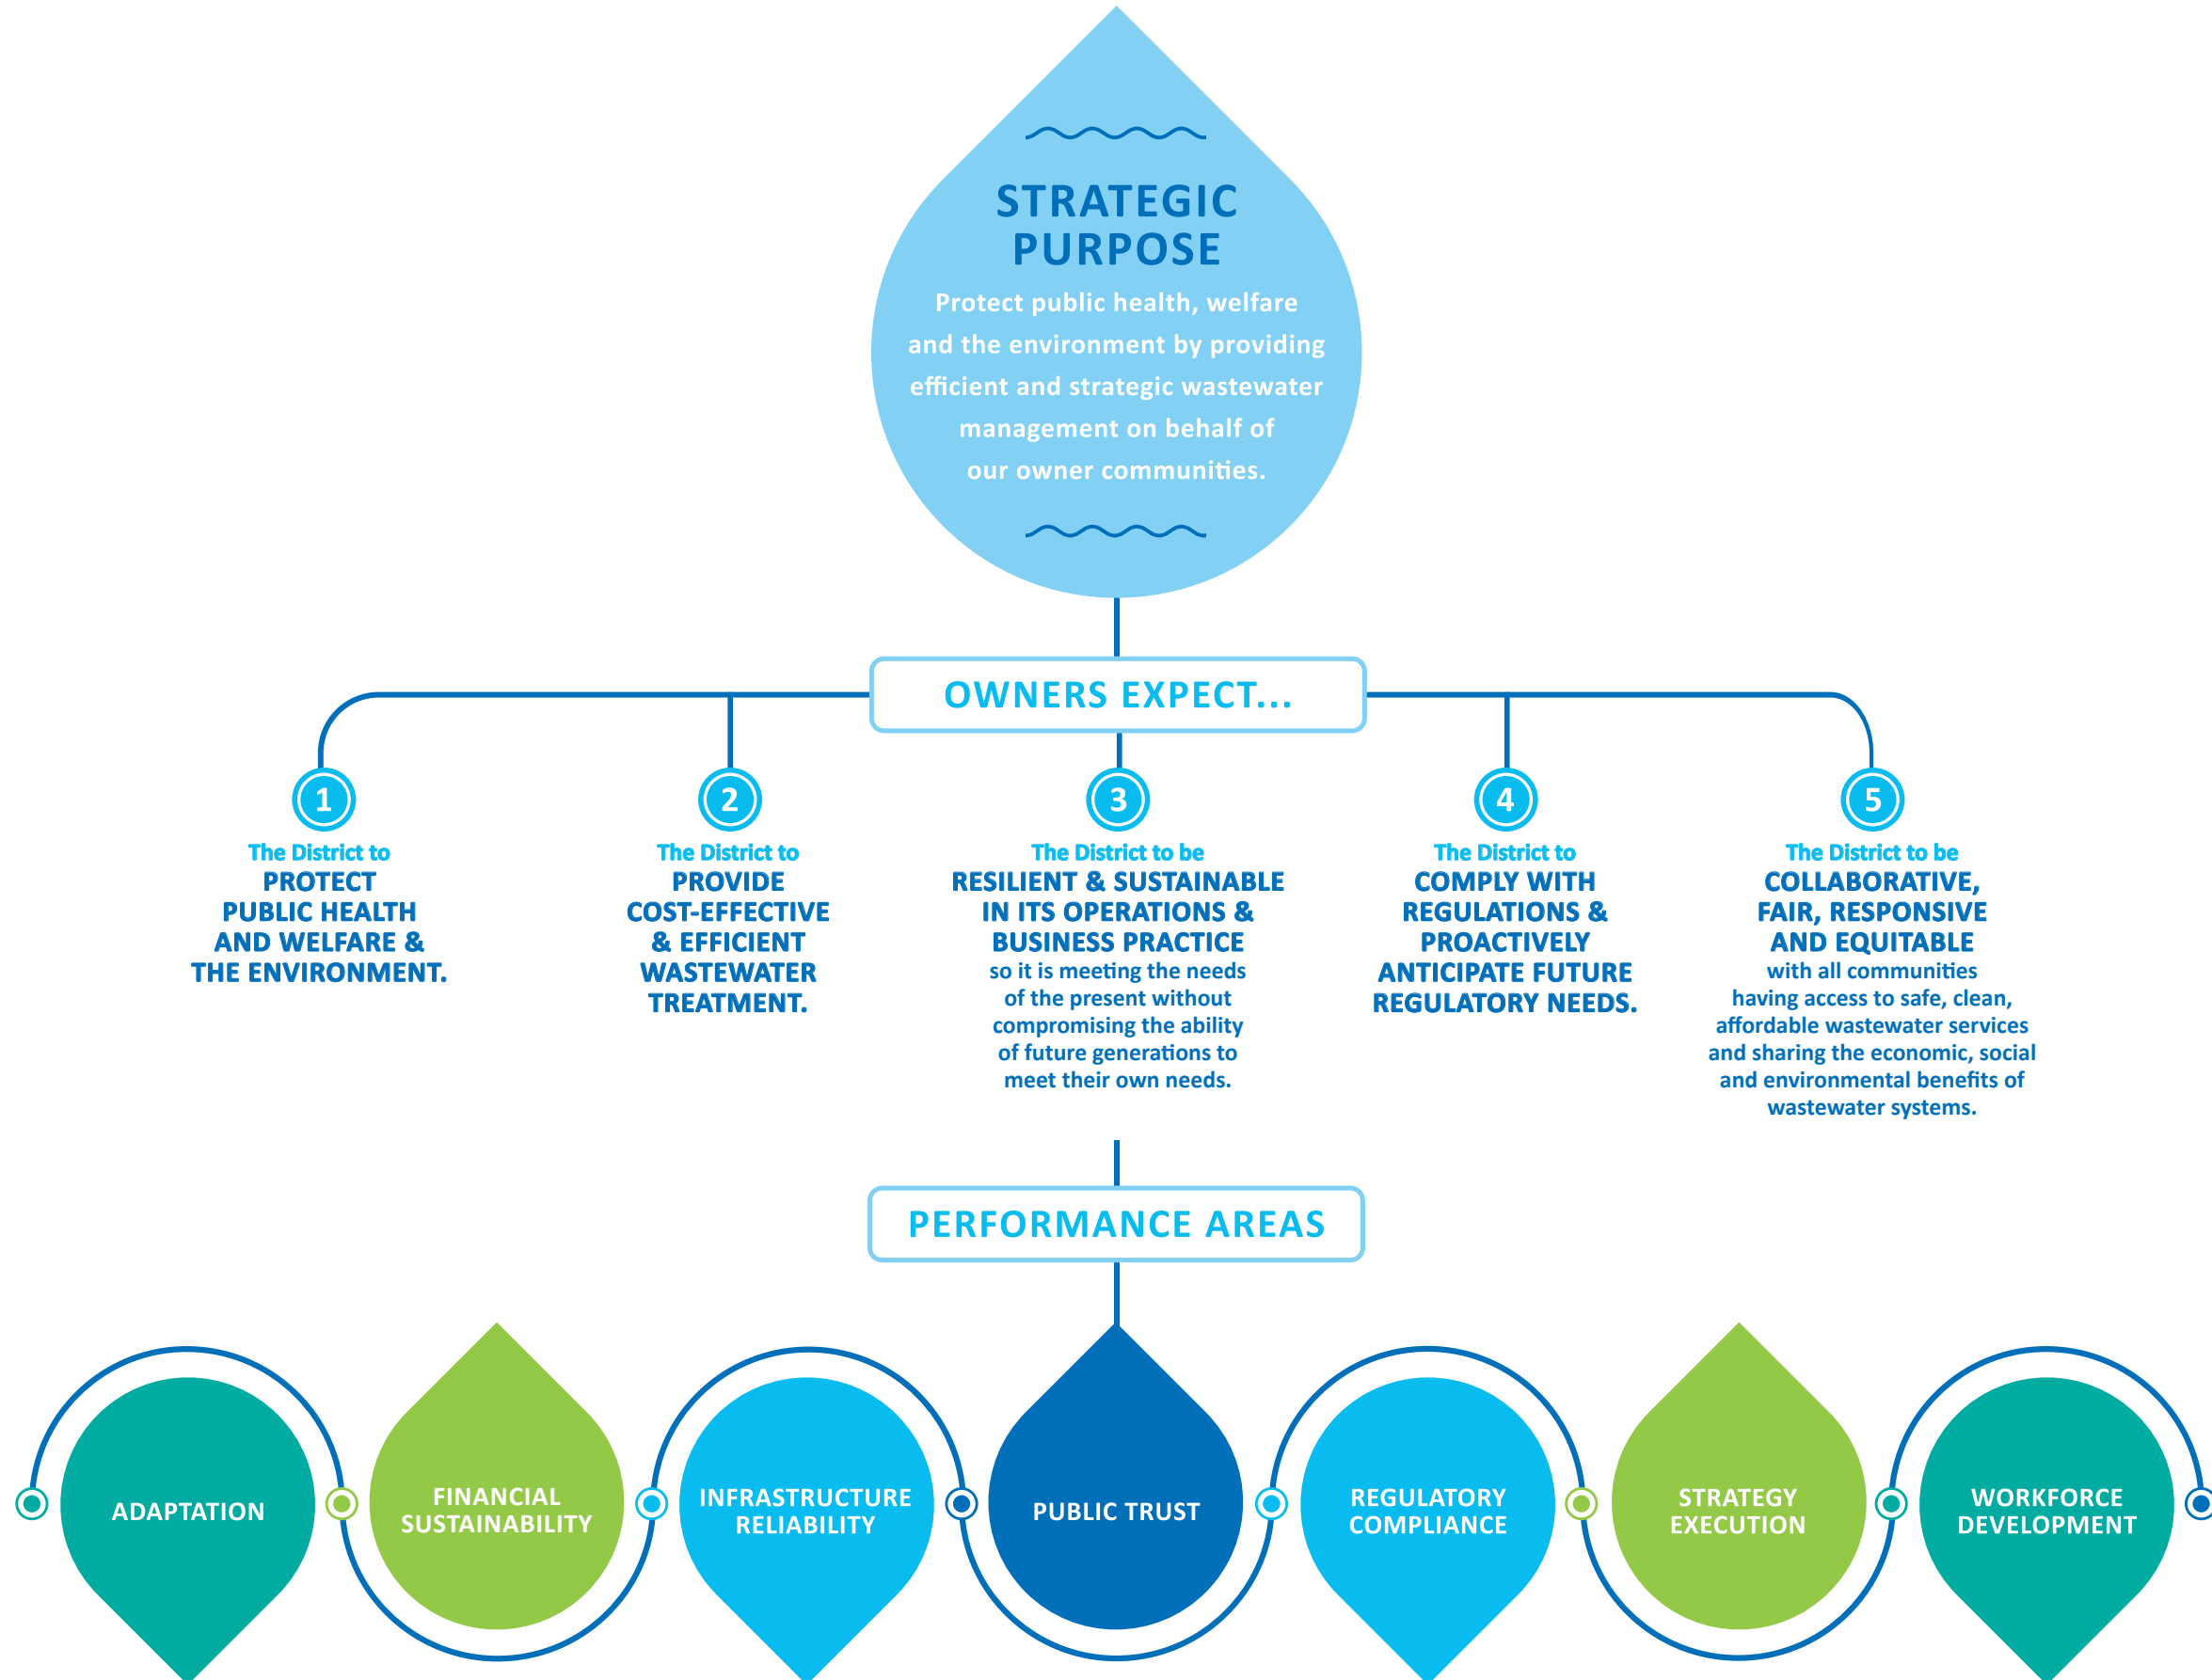 STRATEGIC
PURPOSE
Protect public health, welfare
and the environment by providing
efficient and strategic wastewater
management on behalf of
our owner communities.
OWNERS EXPECT...
1
The District to
PROTECT
PUBLIC HEALTH
AND WELFARE &
THE ENVIRONMENT.
2
The District to
PROVIDE
COST-EFFECTIVE
& EFFICIENT
WASTEWATER
TREATMENT.
3
The District to be
RESILIENT & SUSTAINABLE
IN ITS OPERATIONS &
BUSINESS PRACTICE
so it is meeting the needs
of the present without
compromising the ability
of future generations to
meet their own needs.
4
The District to
COMPLY WITH
REGULATIONS &
PROACTIVELY
ANTICIPATE FUTURE
REGULATORY NEEDS.
5
The District to be
COLLABORATIVE,
FAIR, RESPONSIVE
AND EQUITABLE
with all communities
having access to safe, clean,
affordable wastewater services
and sharing the economic, social
and environmental benefits of
wastewater systems.
PERFORMANCE AREAS
ADAPTATION
FINANCIAL
SUSTAINABILITY
INFRASTRUCTURE
RELIABILITY
PUBLIC TRUST
REGULATORY
COMPLIANCE
STRATEGY
EXECUTION
WORKFORCE
DEVELOPMENT